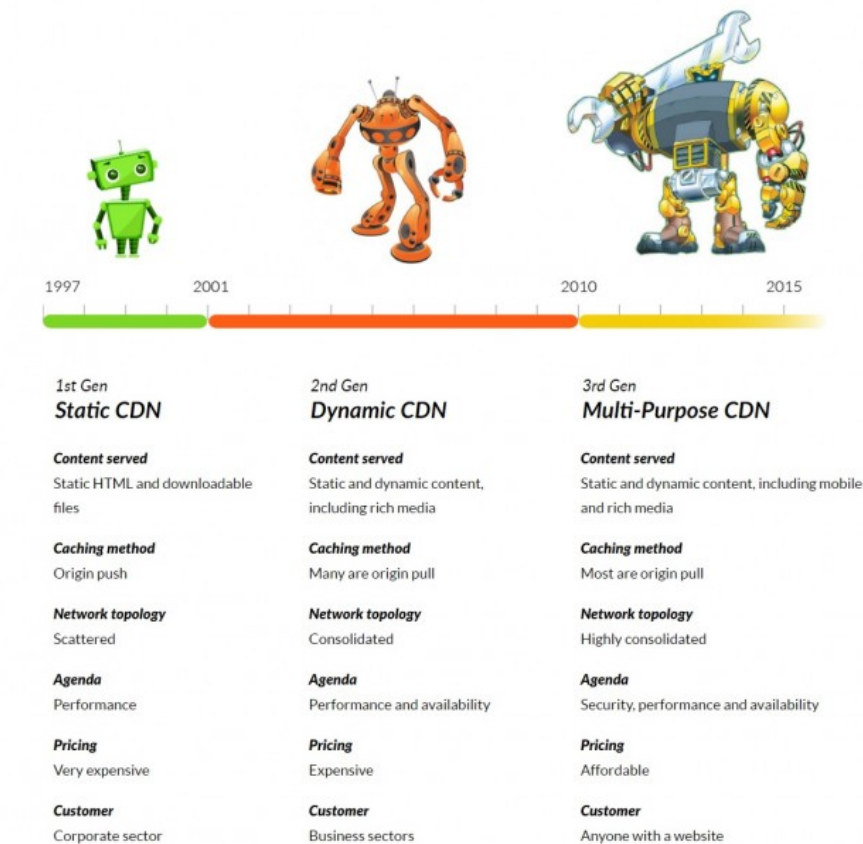 1997
2001
2010
2015
1st Gen
Static CDN
Content served
Static HTML and downloadable
files
Caching method
Origin push
Network topology
Scattered
Agenda
Performance
Pricing
Very expensive
Customer
Corporate sector
2nd Gen
Dynamic CDN
Content served
Static and dynamic content,
including rich media
Caching method
Many are origin pull
Network topology
Consolidated
Agenda
Performance and availability
Pricing
Expensive
Customer
Business sectors
3rd Gen
Multi-Purpose CDN
Content served
Static and dynamic content, including mobile
and rich media
Caching method
Most are origin pull
Network topology
Highly consolidated
Agenda
Security, performance and availability
Pricing
Affordable
Customer
Anyone with a website